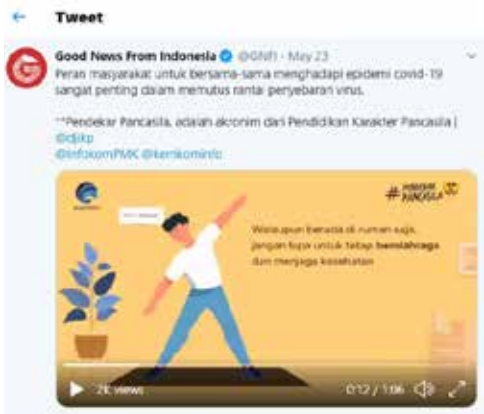 Tweet
Good News From Indonesia @GNFI · May 23
Peran masyarakat untuk bersama-sama menghadapi epidemi covid-19
sangat penting dalam memutus rantai penyebaran virus.
**Pendekar Pancasila, adalah akronim dari Pendidikan Karakter Pancasila |
@djikp
@InfokomPMK @kemkominfo
# PENDEKAR
PANCASILA
Walaupun berada di rumah saja,
jangan lupa untuk tetap berolahraga
dan menjaga kesehatan
2K views
0:12 / 1:06